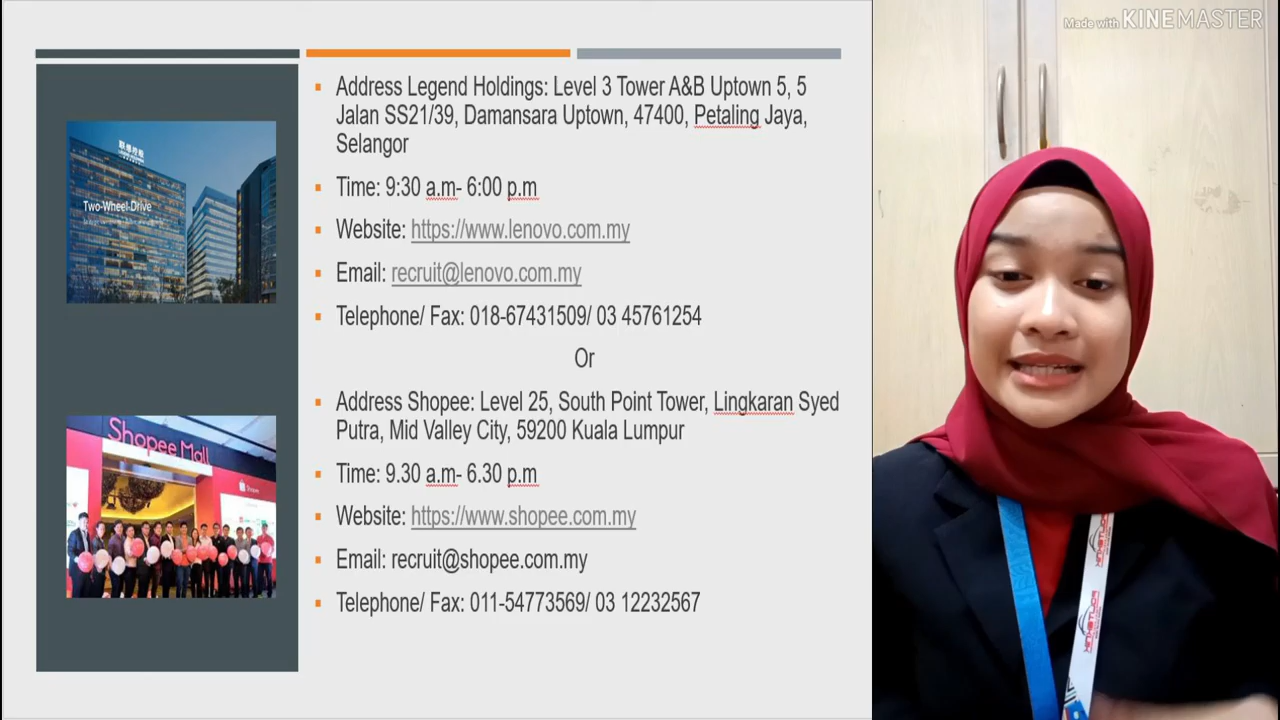 Made with KINEMASTER
Address Legend Holdings: Level 3 Tower A&B Uptown 5, 5
Jalan SS21/39, Damansara Uptown, 47400, Petaling Jaya,
Selangor
Time: 9:30 a.m- 6:00 p.m
Website: https://www.lenovo.com.my
Email: recruit@lenovo.com.my
Telephone/ Fax: 018-67431509/ 03 45761254
Or
Address Shopee: Level 25, South Point Tower, Lingkaran Syed
Putra, Mid Valley City, 59200 Kuala Lumpur
Time: 9.30 a.m- 6.30 p.m
Website: https://www.shopee.com.my
Email: recruit@shopee.com.my
Telephone/ Fax: 011-54773569/ 03 12232567
Two-Wheel-Drive
Shopee Mall
Shopee